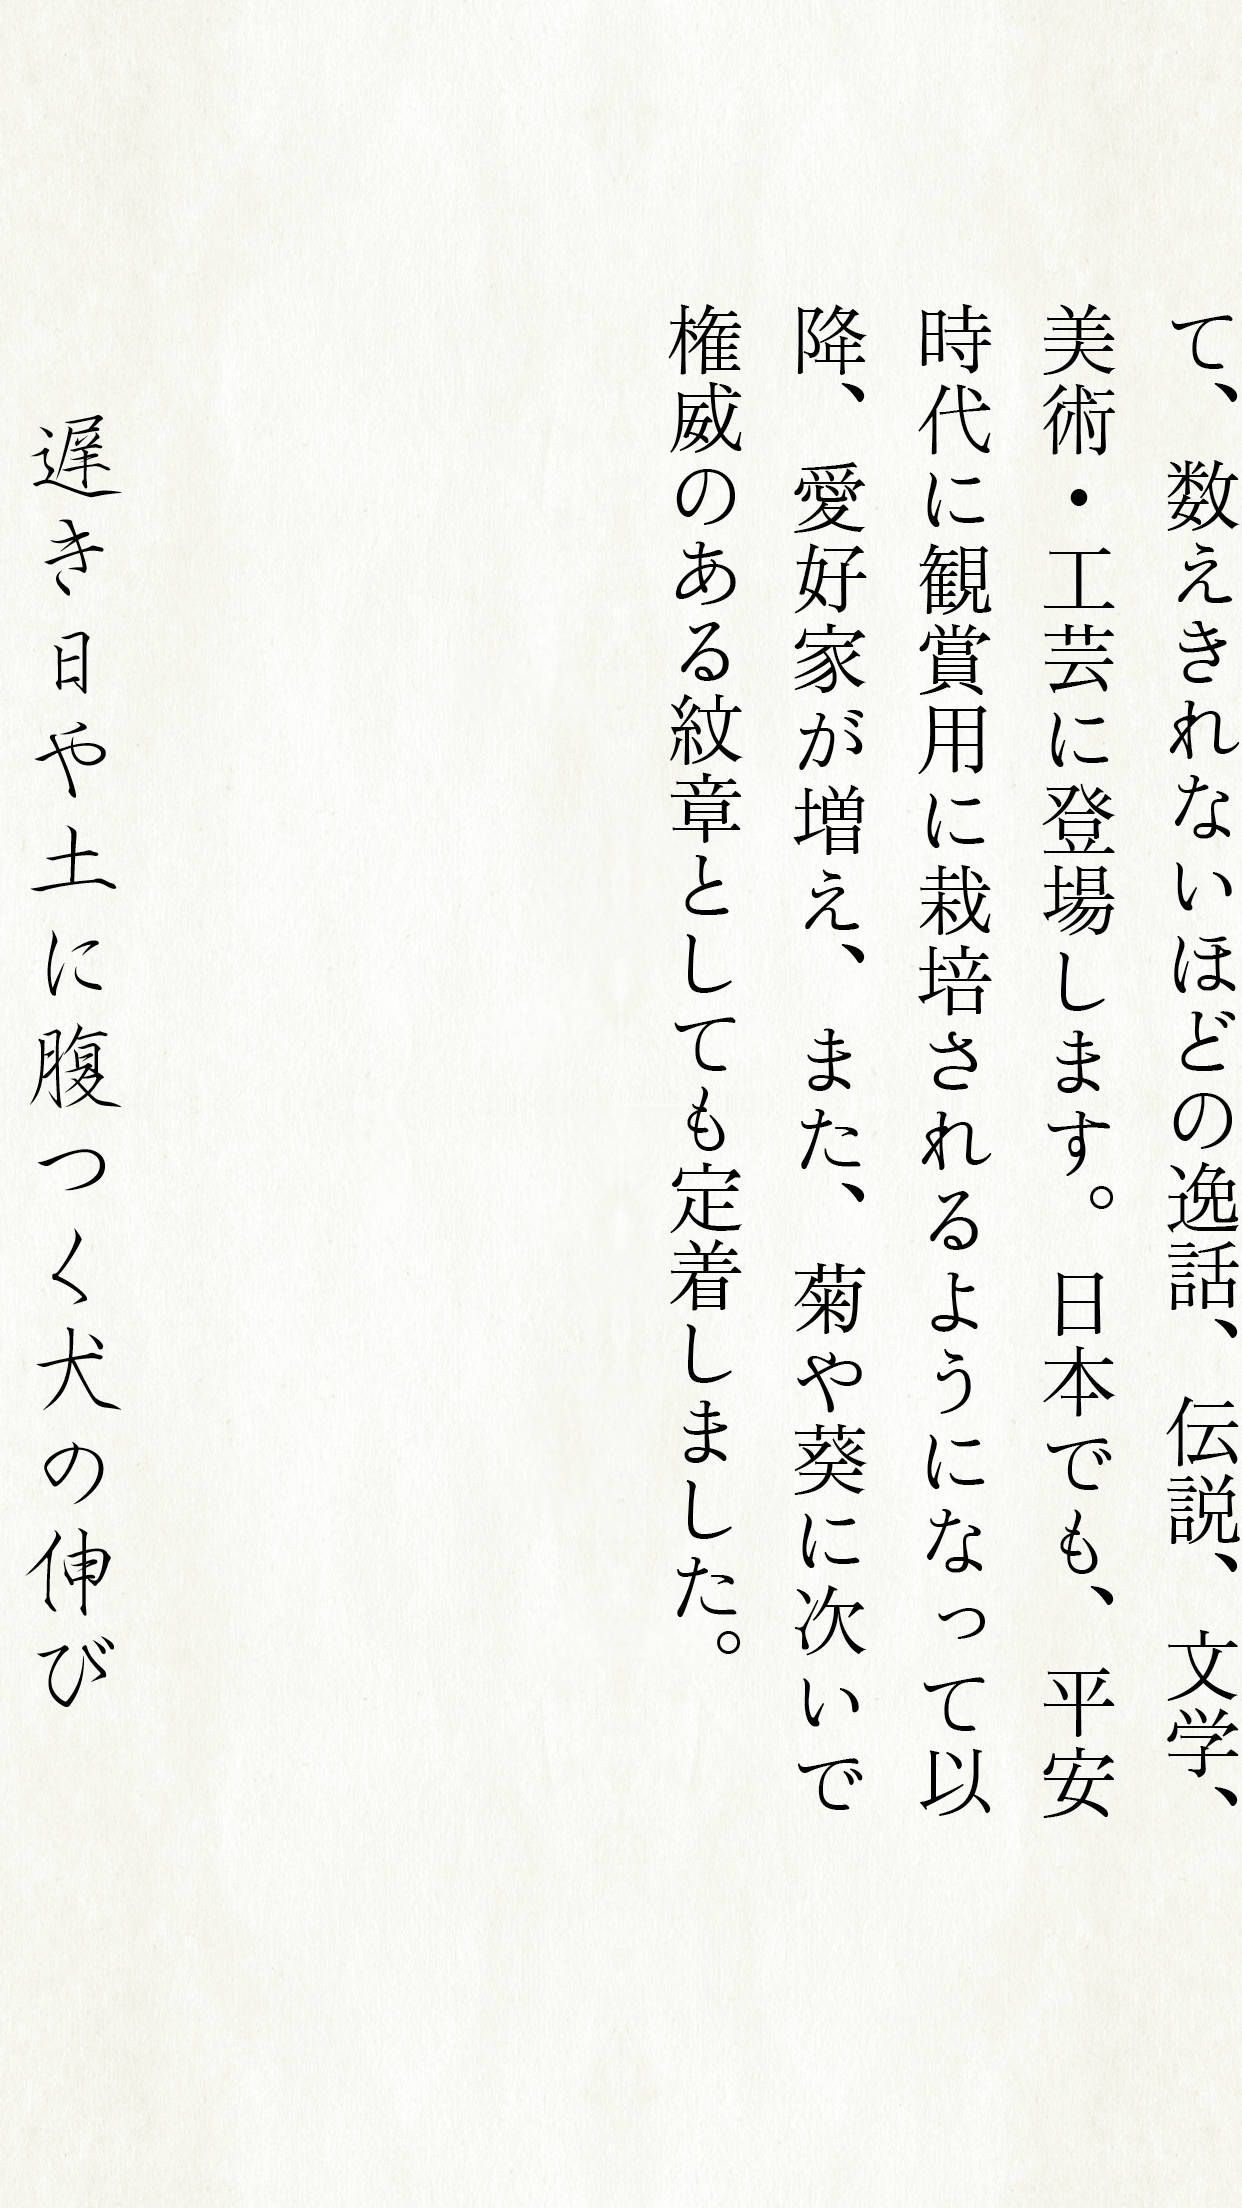 て、数えきれないほどの逸話、伝説、文学、
美術・工芸に登場します。日本でも、平安
時代に観賞用に栽培されるようになって以
降、愛好家が増え、また、菊や葵に次いで
権威のある紋章としても定着しました。
遅き日や土に腹つく犬の伸び